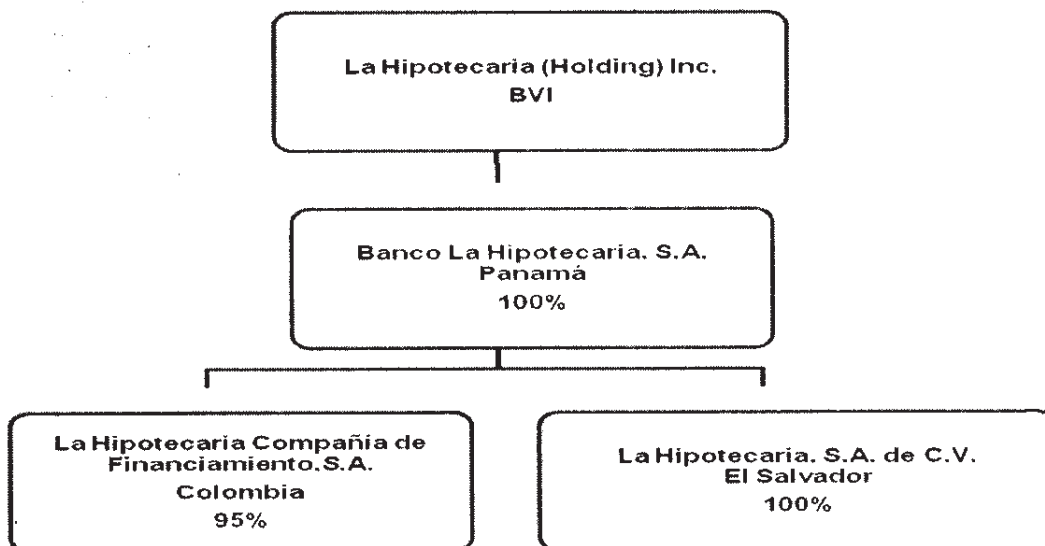 La Hipotecaria (Holding) Inc.
BVI
Banco La Hipotecaria. S.A.
Panamá
100%
La Hipotecaria Compañía de
Financiamiento.S.A.
Colombia
95%
La Hipotecaria. S.A. de C.V.
El Salvador
100%